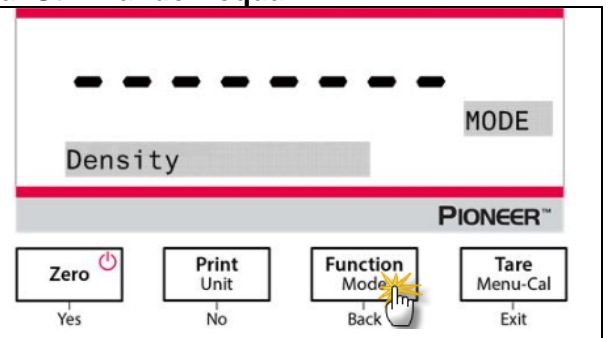 MODE
Density
PIONEER™
Zero Print Function Tare
Unit Mode Menu-Cal
Yes No Back Exit